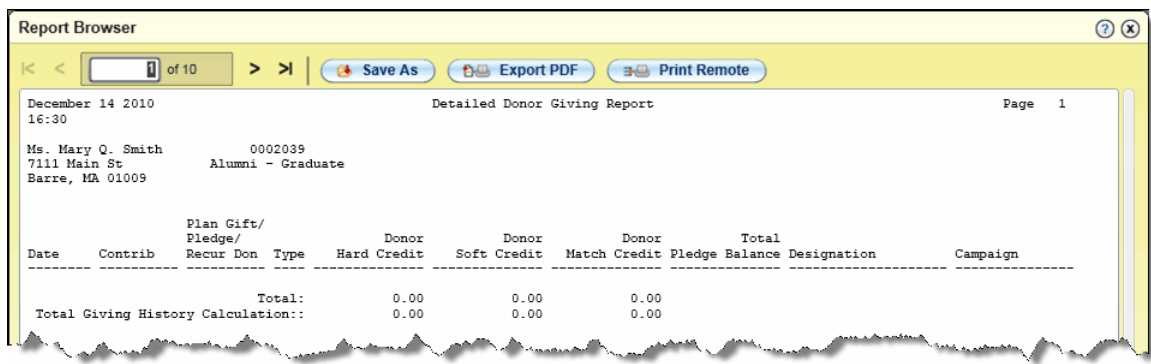 Report Browser
1 of 10 Save As Export PDF Print Remote
December 14 2010 Detailed Donor Giving Report Page 1
16:30
Ms. Mary Q. Smith 0002039
7111 Main St Alumni - Graduate
Barre, MA 01009
Plan Gift/
Pledge/ Donor Donor Donor Total
Date Contrib Recur Don Type Hard Credit Soft Credit Match Credit Pledge Balance Designation Campaign
Total: 0.00 0.00 0.00
Total Giving History Calculation:: 0.00 0.00 0.00